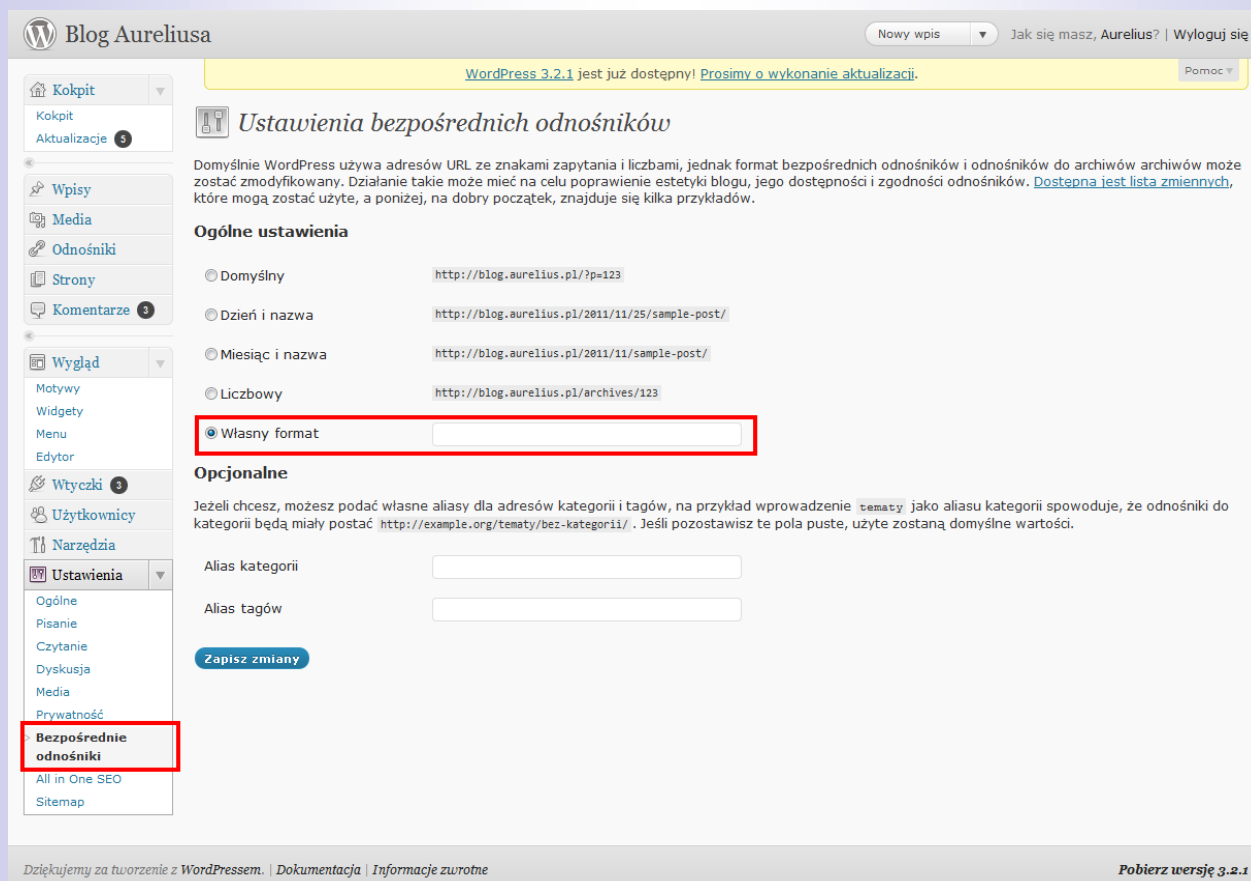 Blog Aureliusa
Nowy wpis
Jak się masz, Aurelius? | Wyloguj się
WordPress 3.2.1 jest już dostępny! Prosimy o wykonanie aktualizacji.
Pomoc
Kokpit
Kokpit
Aktualizacje 5
Wpisy
Media
Odnośniki
Strony
Komentarze 3
Wygląd
Motywy
Widgety
Menu
Edytor
Wtyczki 3
Użytkownicy
Narzędzia
Ustawienia
Ogólne
Pisanie
Czytanie
Dyskusja
Media
Prywatność
Bezpośrednie
odnośniki
All in One SEO
Sitemap
Ustawienia bezpośrednich odnośników
Domyślnie WordPress używa adresów URL ze znakami zapytania i liczbami, jednak format bezpośrednich odnośników i odnośników do archiwów archiwów może
zostać zmodyfikowany. Działanie takie może mieć na celu poprawienie estetyki blogu, jego dostępności i zgodności odnośników. Dostępna jest lista zmiennych,
które mogą zostać użyte, a poniżej, na dobry początek, znajduje się kilka przykładów.
Ogólne ustawienia
Domyślny http://blog.aurelius.pl/?p=123
Dzień i nazwa http://blog.aurelius.pl/2011/11/25/sample-post/
Miesiąc i nazwa http://blog.aurelius.pl/2011/11/sample-post/
Liczbowy http://blog.aurelius.pl/archives/123
Własny format
Opcjonalne
Jeżeli chcesz, możesz podać własne aliasy dla adresów kategorii i tagów, na przykład wprowadzenie tematy jako aliasu kategorii spowoduje, że odnośniki do
kategorii będą miały postać http://example.org/tematy/bez-kategorii/ . Jeśli pozostawisz te pola puste, użyte zostaną domyślne wartości.
Alias kategorii
Alias tagów
Zapisz zmiany
Dziękujemy za tworzenie z WordPressem. | Dokumentacja | Informacje zwrotne
Pobierz wersję 3.2.1